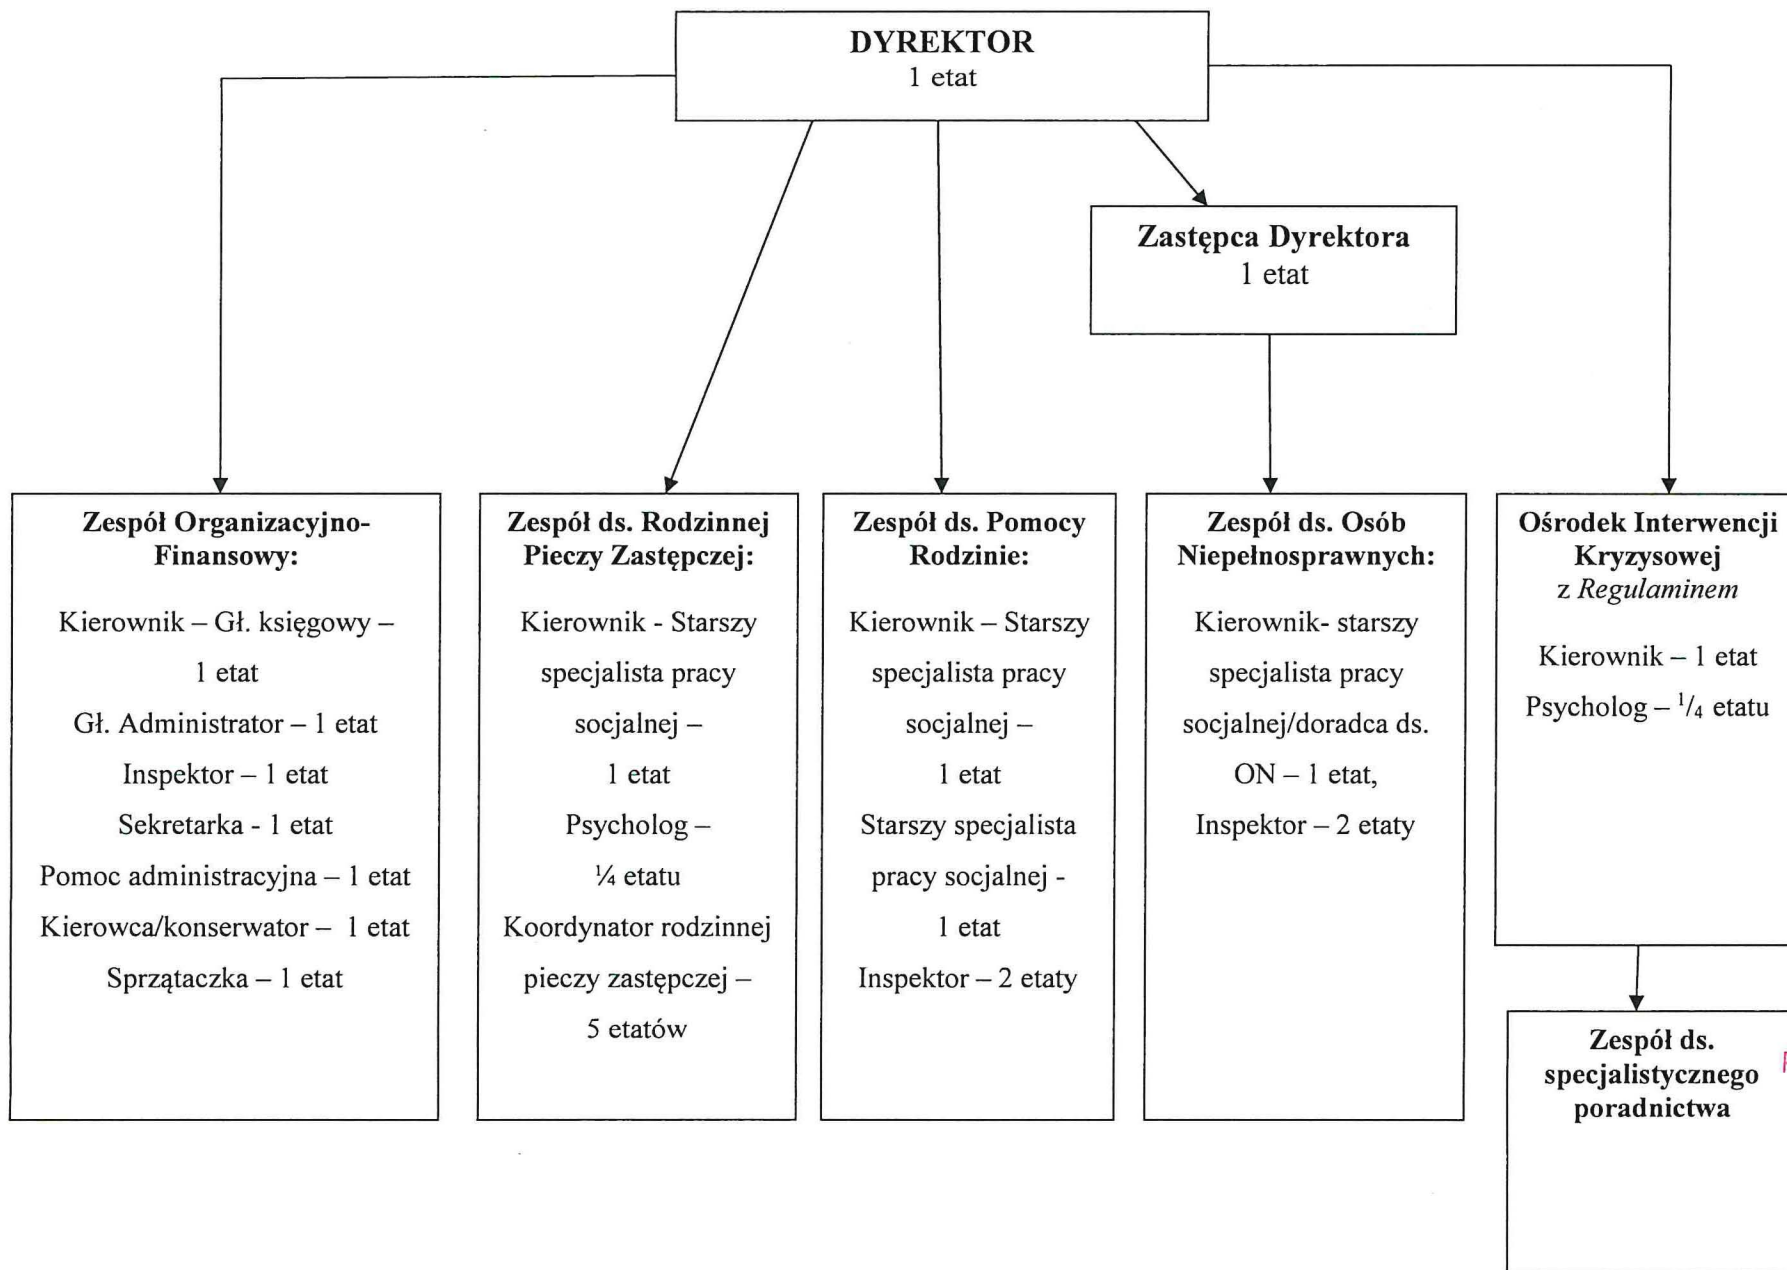 DYREKTOR
1 etat
Zastępca Dyrektora
1 etat
Zespół Organizacyjno-
Finansowy:
Kierownik – Gł. księgowy –
1 etat
Gł. Administrator – 1 etat
Inspektor – 1 etat
Sekretarka - 1 etat
Pomoc administracyjna – 1 etat
Kierowca/konserwator – 1 etat
Sprzątaczka – 1 etat
Zespół ds. Rodzinnej
Pieczy Zastępczej:
Kierownik - Starszy
specjalista pracy
socjalnej –
1 etat
Psycholog –
¼ etatu
Koordynator rodzinnej
pieczy zastępczej –
5 etatów
Zespół ds. Pomocy
Rodzinie:
Kierownik – Starszy
specjalista pracy
socjalnej –
1 etat
Starszy specjalista
pracy socjalnej -
1 etat
Inspektor – 2 etaty
Zespół ds. Osób
Niepełnosprawnych:
Kierownik- starszy
specjalista pracy
socjalnej/doradca ds.
ON – 1 etat,
Inspektor – 2 etaty
Ośrodek Interwencji
Kryzysowej
z Regulaminem
Kierownik – 1 etat
Psycholog – ¹/₄ etatu
Zespół ds.
specjalistycznego
poradnictwa